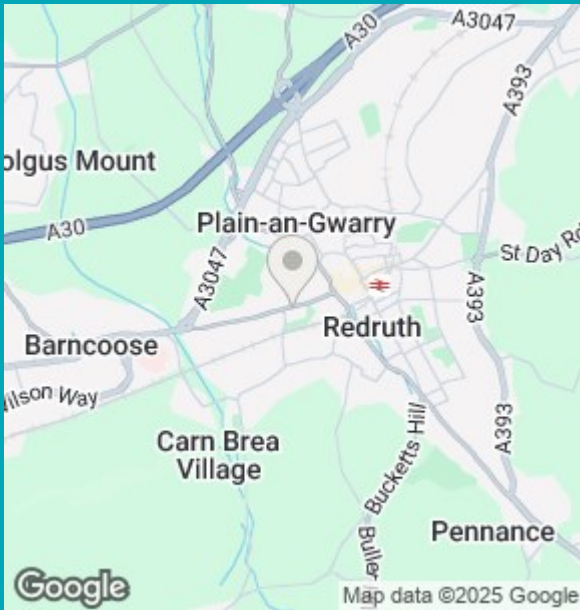 A30
A3047
A393
olgus Mount
Plain-an-Gwarry
A30
A3047
St Day Ro
A393
Barncoose
Redruth
Wilson Way
Carn Brea
Village
Bucketts Hill
A393
Buller
Pennance
Google
Map data ©2025 Google